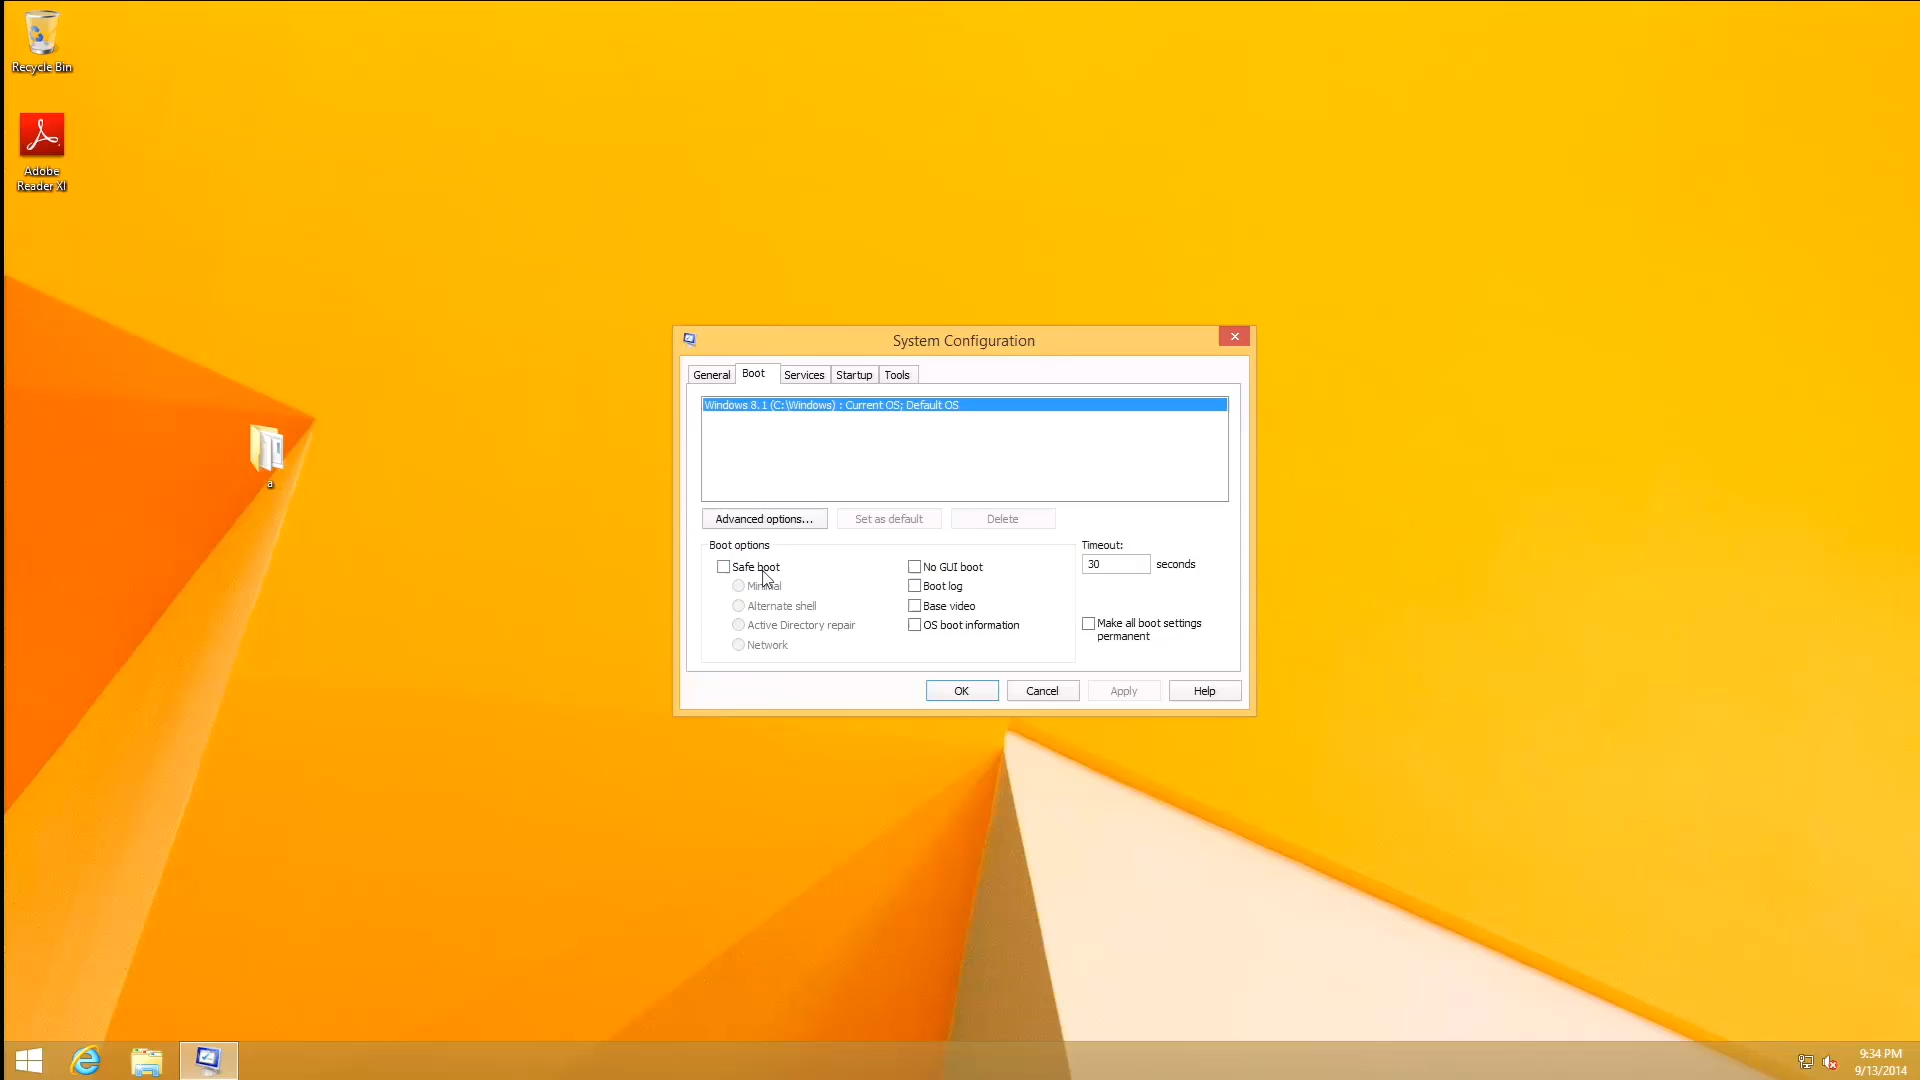 Recycle Bin
Adobe
Reader XI
a
System Configuration
General
Boot
Services
Startup
Tools
Windows 8.1 (C:\Windows) : Current OS; Default OS
Advanced options...
Set as default
Delete
Boot options
Timeout:
Safe boot
No GUI boot
30
seconds
Minimal
Boot log
Alternate shell
Base video
Active Directory repair
OS boot information
Make all boot settings
permanent
Network
OK
Cancel
Apply
Help
9:34 PM
9/13/2014